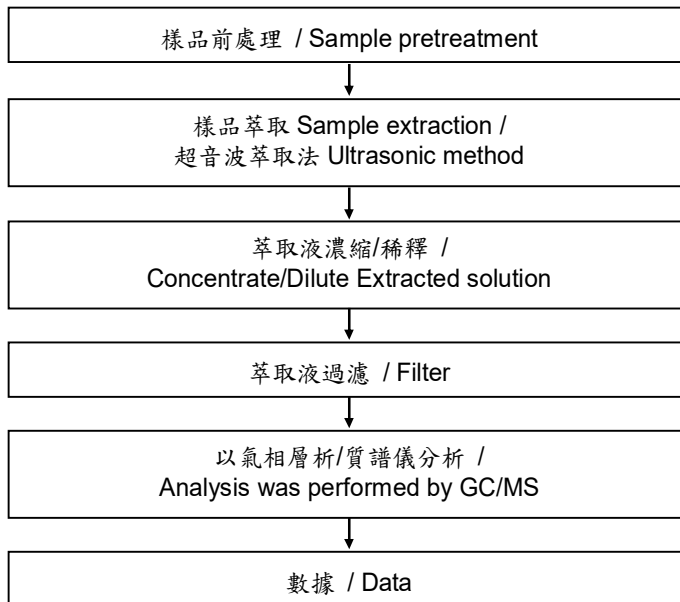 樣品前處理 / Sample pretreatment
樣品萃取 Sample extraction /
超音波萃取法 Ultrasonic method
萃取液濃縮/稀釋 /
Concentrate/Dilute Extracted solution
萃取液過濾 / Filter
以氣相層析/質譜儀分析 /
Analysis was performed by GC/MS
數據 / Data